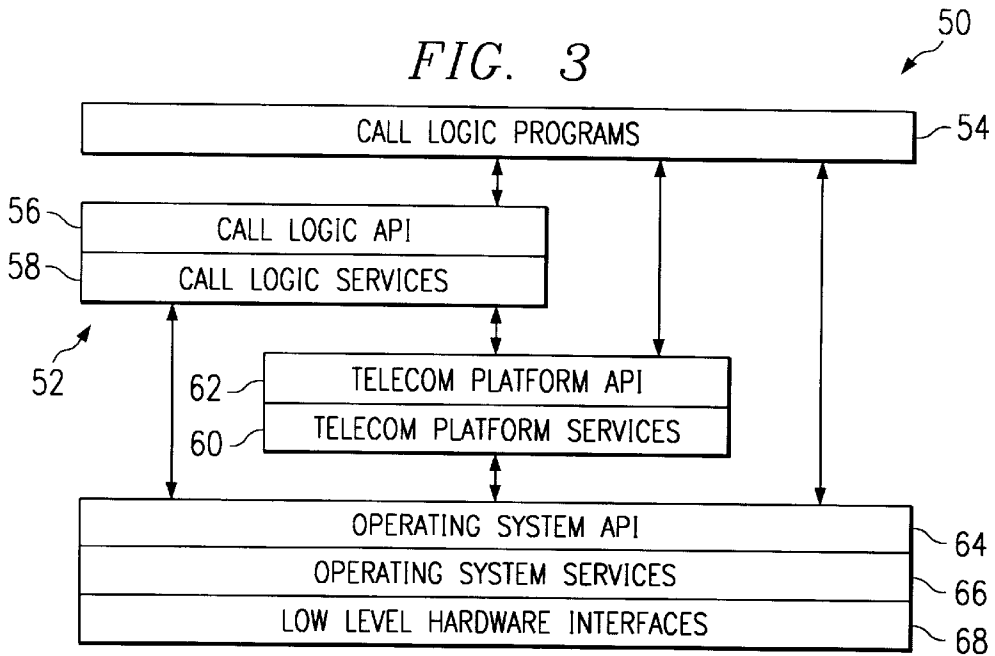 50
FIG. 3
CALL LOGIC PROGRAMS
54
56
CALL LOGIC API
58
CALL LOGIC SERVICES
52
62
TELECOM PLATFORM API
60
TELECOM PLATFORM SERVICES
OPERATING SYSTEM API
64
OPERATING SYSTEM SERVICES
66
LOW LEVEL HARDWARE INTERFACES
68